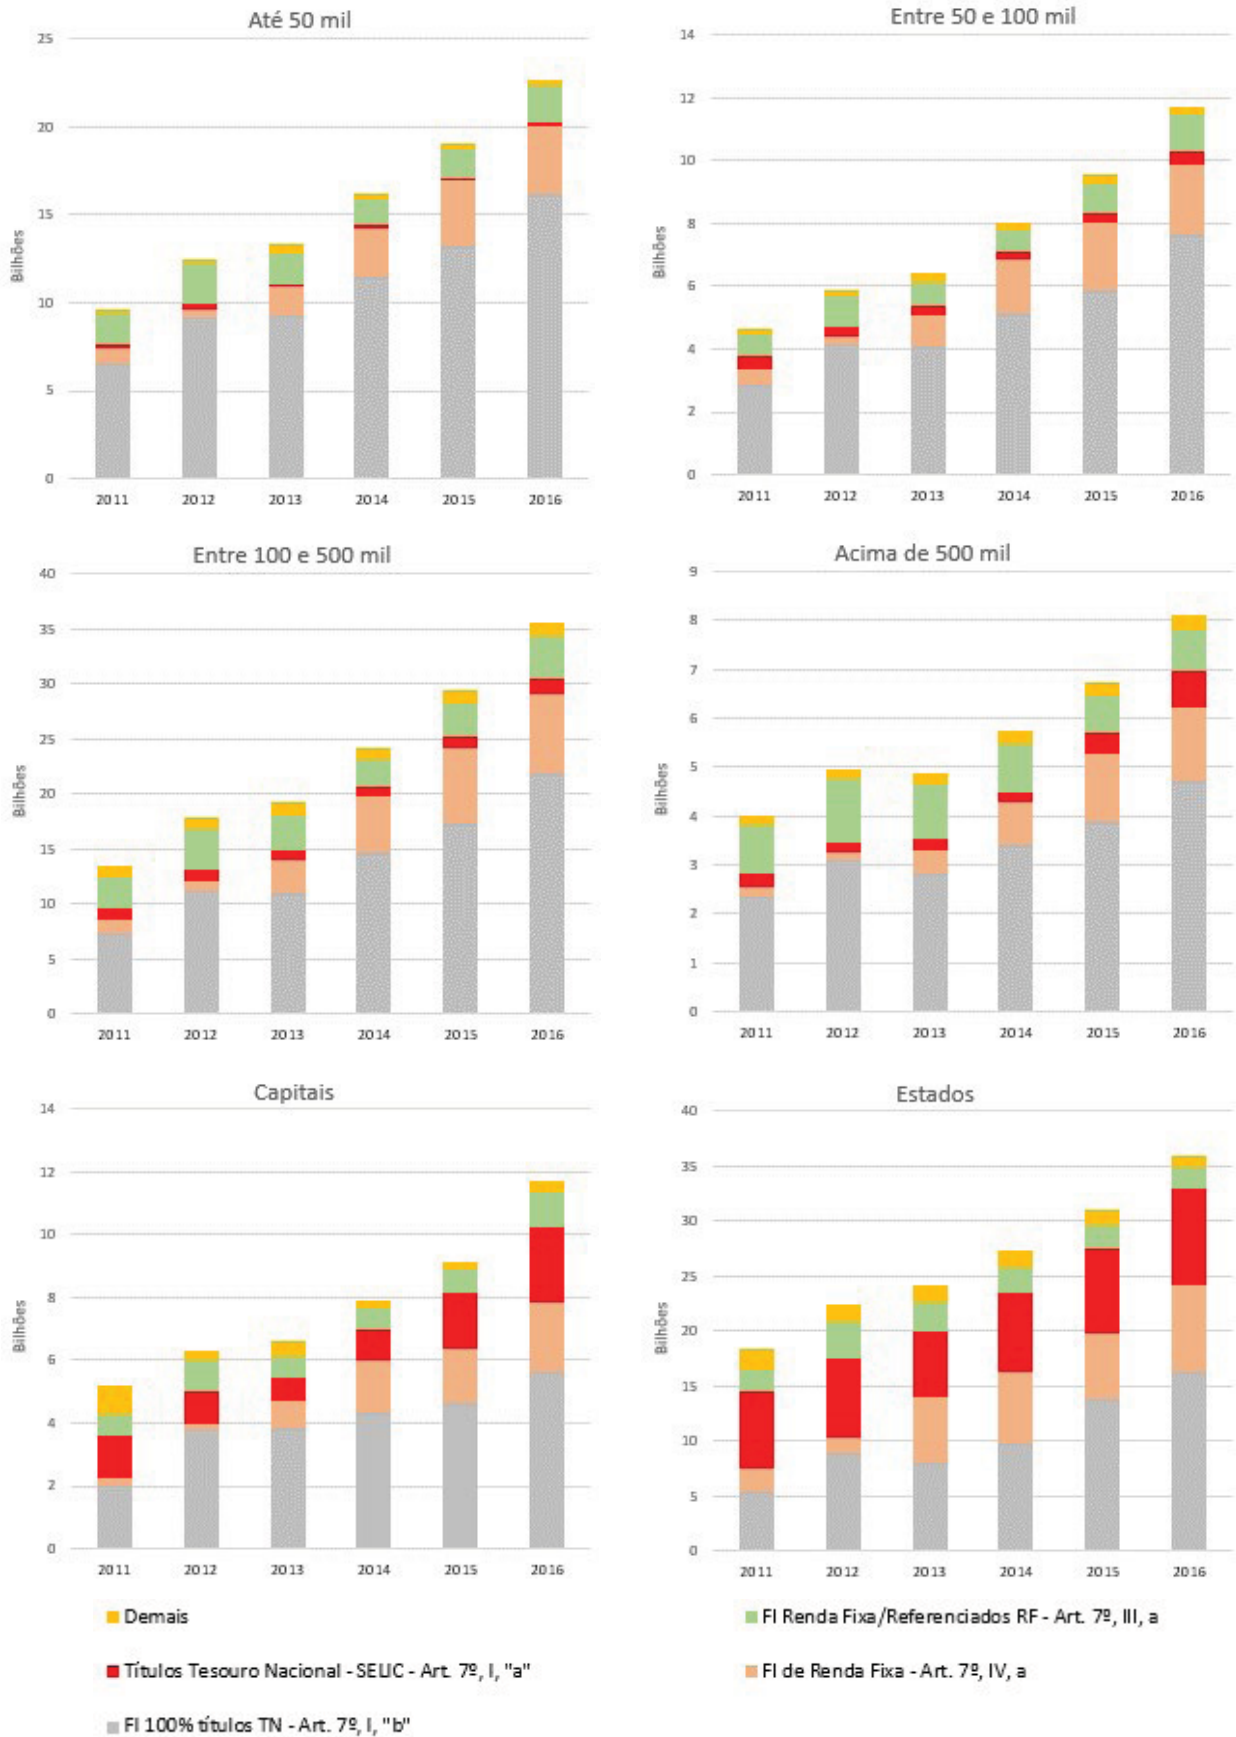 Até 50 mil
25
20
15
10
5
0
Bilhões
2011 2012 2013 2014 2015 2016
Entre 50 e 100 mil
14
12
10
8
6
4
2
0
Bilhões
2011 2012 2013 2014 2015 2016
Entre 100 e 500 mil
40
35
30
25
20
15
10
5
0
Bilhões
2011 2012 2013 2014 2015 2016
Acima de 500 mil
9
8
7
6
5
4
3
2
1
0
Bilhões
2011 2012 2013 2014 2015 2016
Capitais
14
12
10
8
6
4
2
0
Bilhões
2011 2012 2013 2014 2015 2016
Estados
40
35
30
25
20
15
10
5
0
Bilhões
2011 2012 2013 2014 2015 2016
Demais
FI Renda Fixa/Referenciados RF - Art. 7º, III, a
Títulos Tesouro Nacional - SELIC - Art. 7º, I, "a"
FI de Renda Fixa - Art. 7º, IV, a
FI 100% títulos TN - Art. 7º, I, "b"